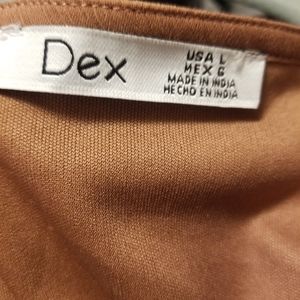 Dex
USA L
MEX G
MADE IN INDIA
HECHO EN INDIA